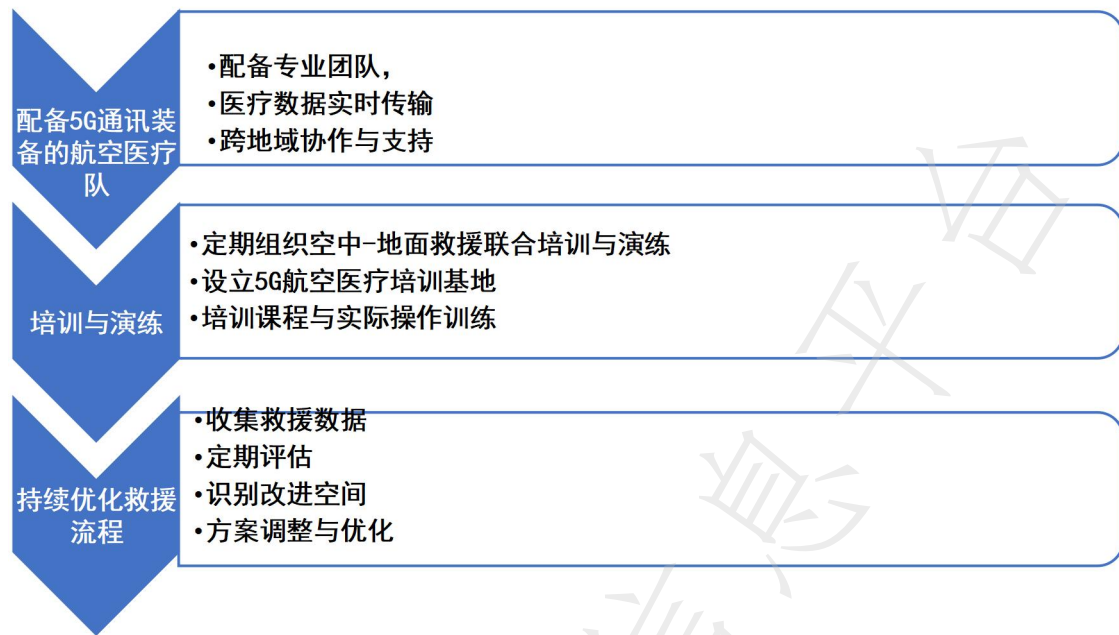 配备5G通讯装
备的航空医疗
队
•配备专业团队，
•医疗数据实时传输
•跨地域协作与支持
培训与演练
•定期组织空中-地面救援联合培训与演练
•设立5G航空医疗培训基地
•培训课程与实际操作训练
持续优化救援
流程
•收集救援数据
•定期评估
•识别改进空间
•方案调整与优化
息平台